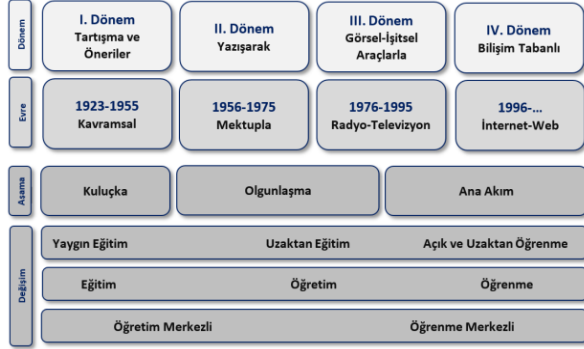 Dönem
I. Dönem
Tartışma ve
Öneriler
II. Dönem
Yazışarak
III. Dönem
Görsel-İşitsel
Araçlarla
IV. Dönem
Bilişim Tabanlı
Evre
1923-1955
Kavramsal
1956-1975
Mektupla
1976-1995
Radyo-Televizyon
1996-...
İnternet-Web
Asama
Kuluçka
Olgunlaşma
Ana Akım
Değişim
Yaygın Eğitim
Uzaktan Eğitim
Açık ve Uzaktan Öğrenme
Eğitim
Öğretim
Öğrenme
Öğretim Merkezli
Öğrenme Merkezli